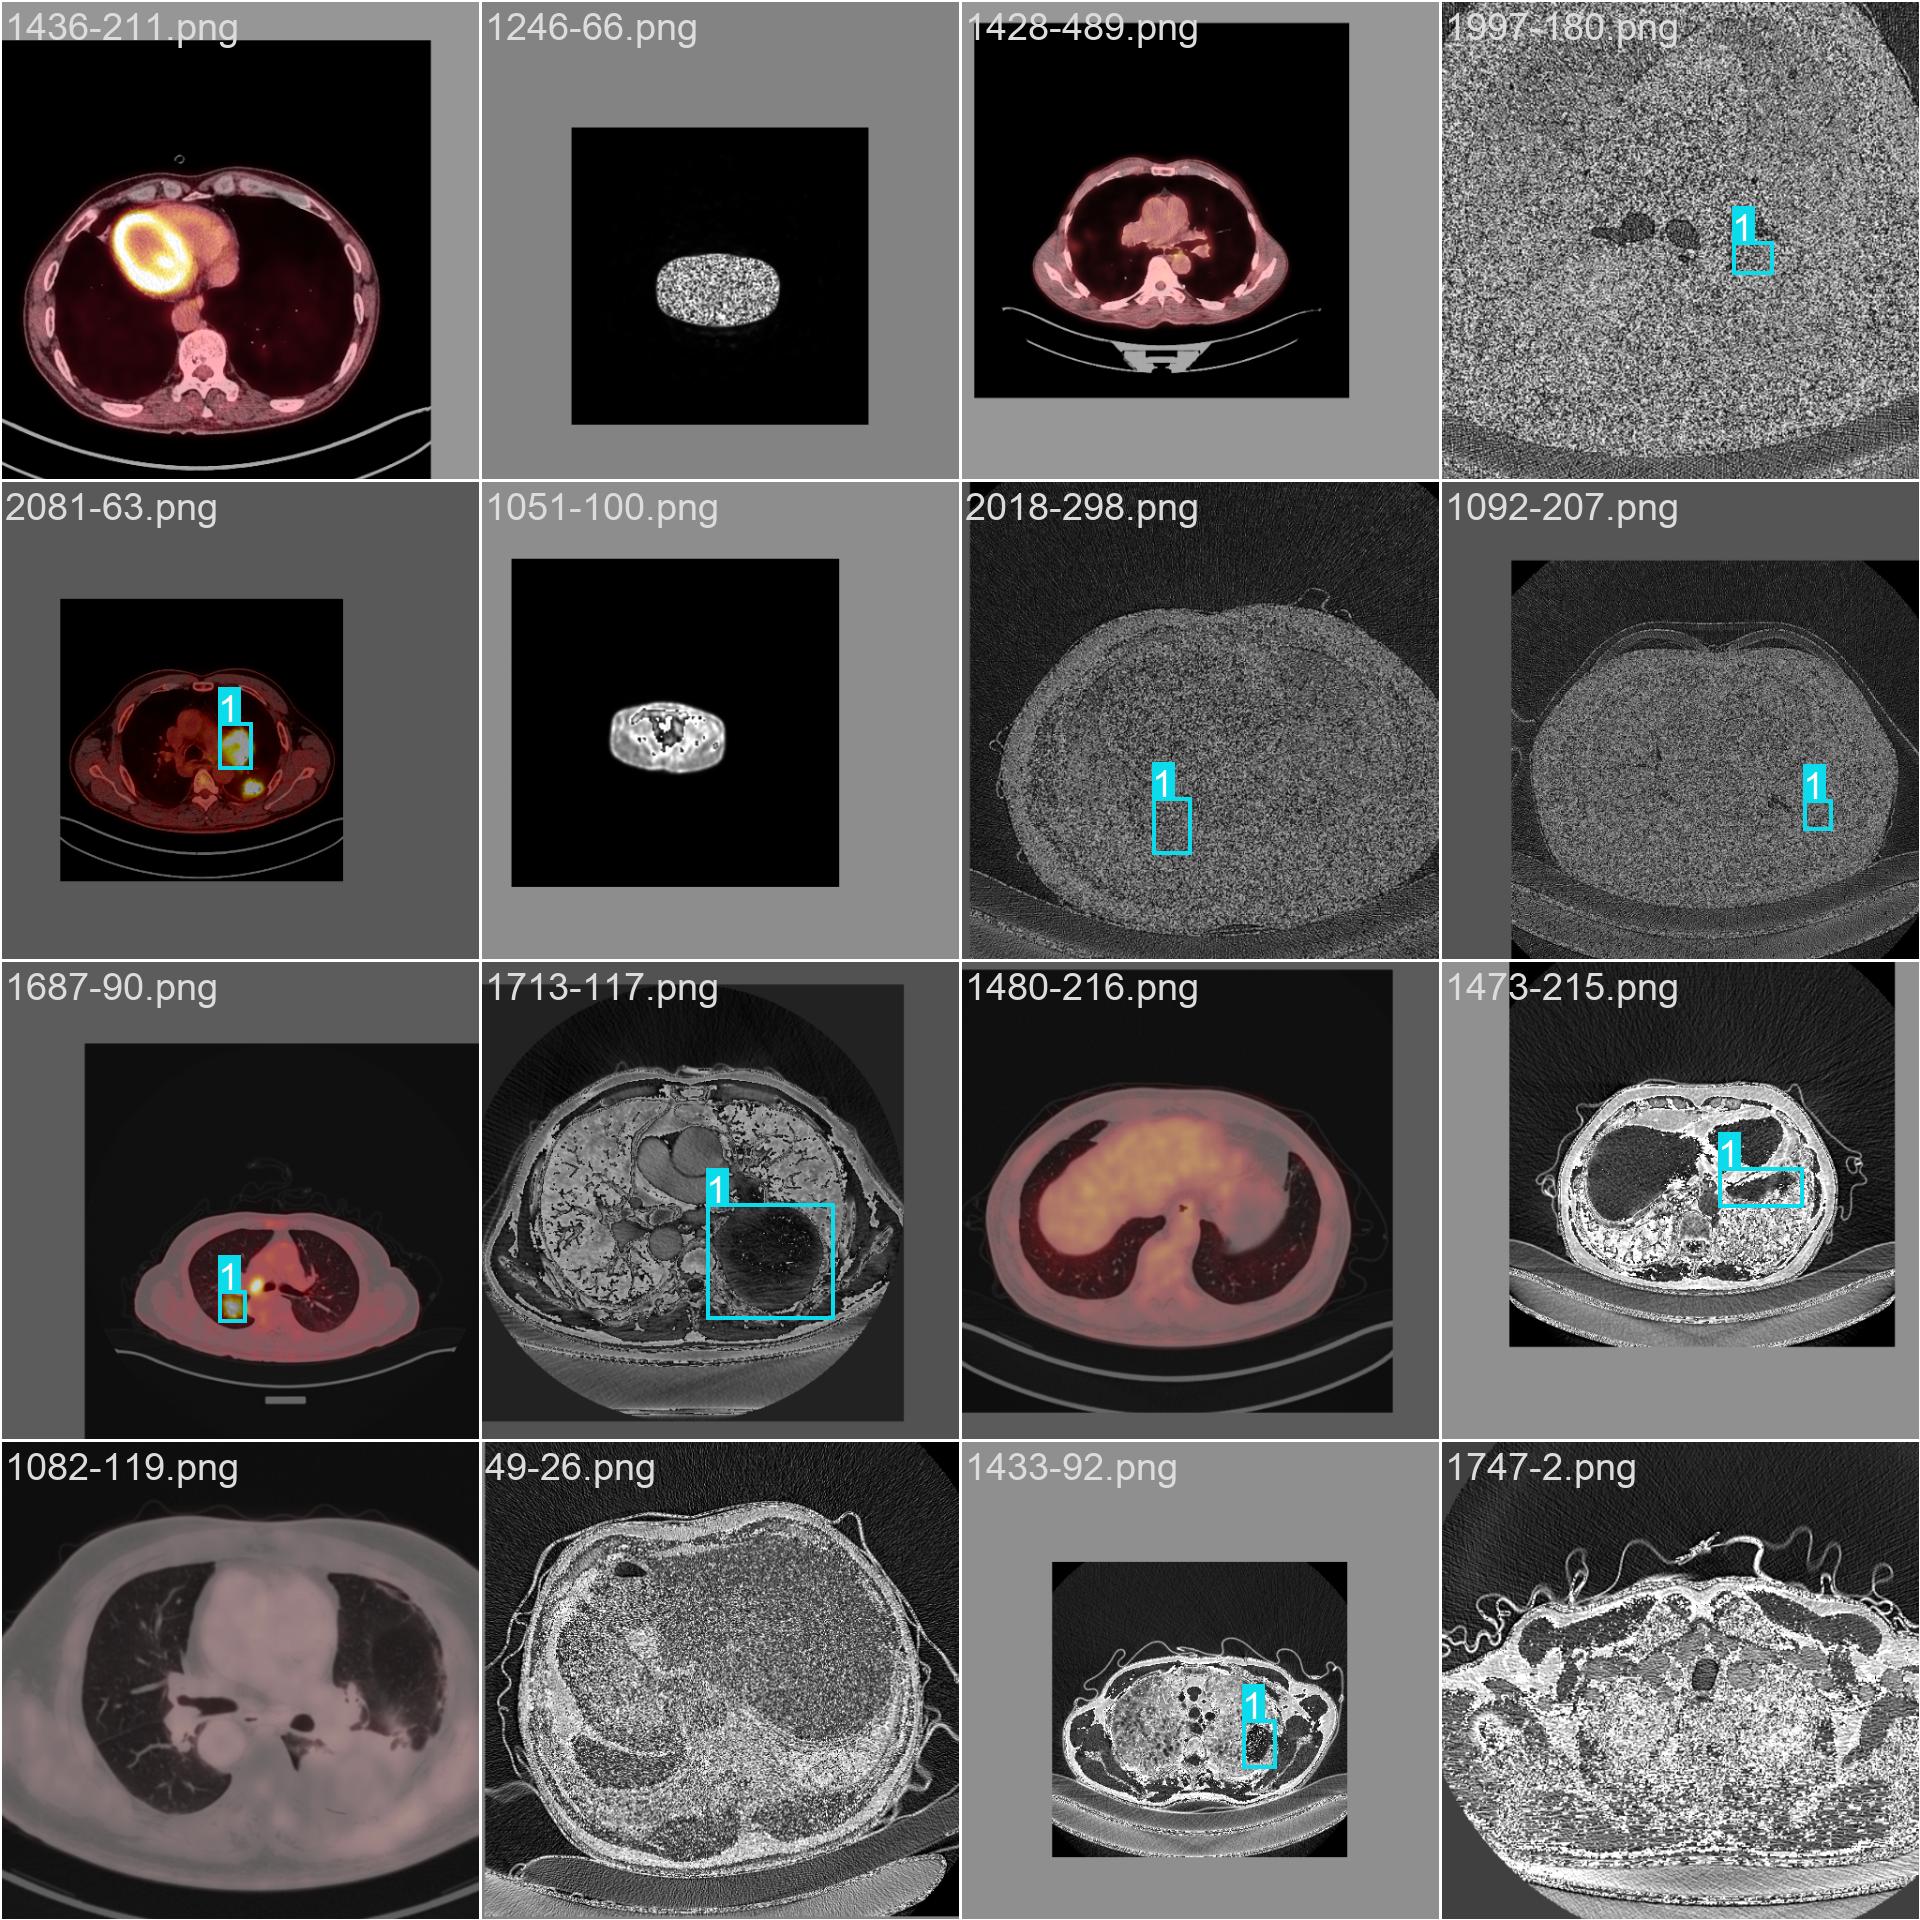 1436-211.png
1246-66.png
1428-489.png
1997-180.png
1
2081-63.png
1051-100.png
2018-298.png
1092-207.png
1
1
1
1687-90.png
1713-117.png
1480-216.png
1473-215.png
1
1
1
1082-119.png
49-26.png
1433-92.png
1747-2.png
1